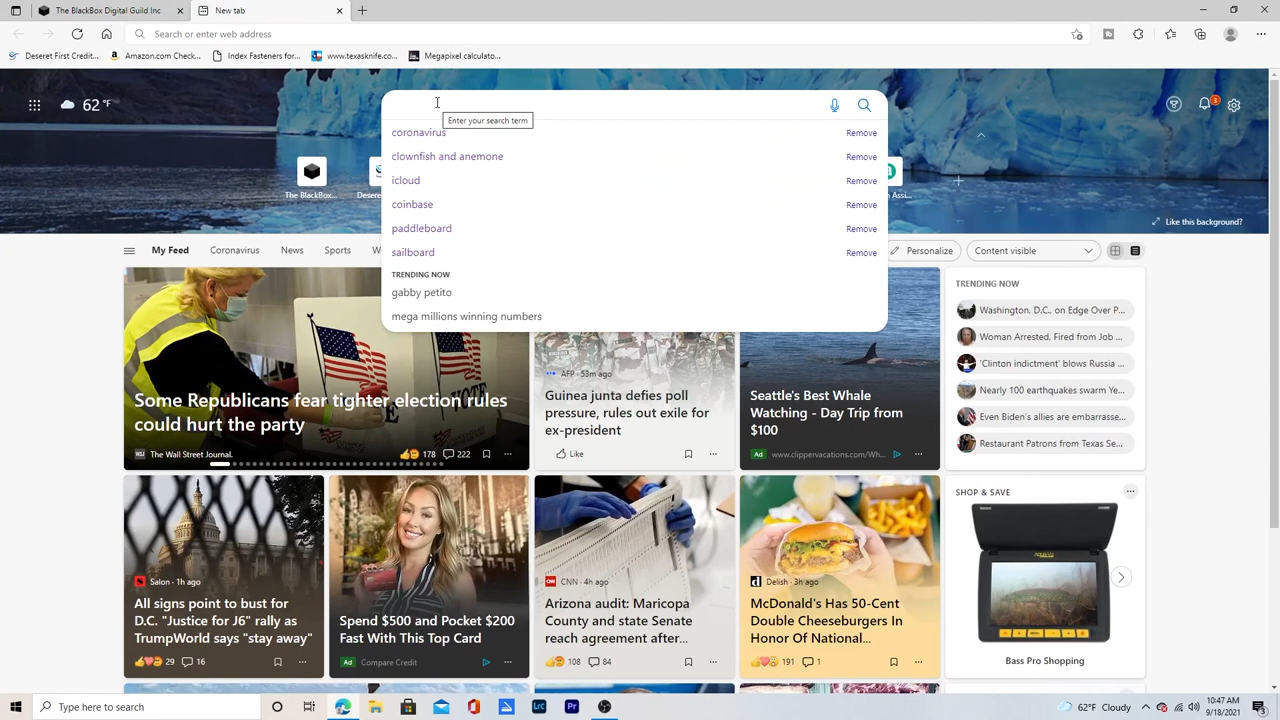 The BlackBox Digital Guild.Inc
New tab
Search or enter web address
Deseret First Credit...
Amazon.com Check...
Index Fasteners for...
www.texasknife.co...
Megapixel calculato...
62 °F
3
Enter your search term
coronavirus
Remove
clownfish and anemone
Remove
icloud
Remove
coinbase
Remove
paddleboard
Remove
sailboard
Remove
TRENDING NOW
gabby petito
mega millions winning numbers
The BlackBox...
Like this background?
My Feed
Coronavirus
News
Sports
Personalize
Content visible
Some Republicans fear tighter election rules
could hurt the party
The Wall Street Journal.
178
222
AFP · 53m ago
Guinea junta defies poll
pressure, rules out exile for
ex-president
Like
Seattle's Best Whale
Watching - Day Trip from
$100
Ad
www.clippervacations.com/Wh...
TRENDING NOW
Washington, D.C., on Edge Over P...
Woman Arrested, Fired from Job ...
'Clinton indictment' blows Russia ...
Nearly 100 earthquakes swarm Ye...
Even Biden's allies are embarrasse...
Restaurant Patrons from Texas Se...
Salon · 1h ago
All signs point to bust for
D.C. "Justice for J6" rally as
TrumpWorld says "stay away"
29
16
Spend $500 and Pocket $200
Fast With This Top Card
Ad
Compare Credit
CNN · 4h ago
Arizona audit: Maricopa
County and state Senate
reach agreement after...
108
84
Delish · 3h ago
McDonald's Has 50-Cent
Double Cheeseburgers In
Honor Of National...
191
1
SHOP & SAVE
Bass Pro Shopping
Type here to search
Lrc
Pr
62°F Cloudy
10:47 AM
9/18/2021
3